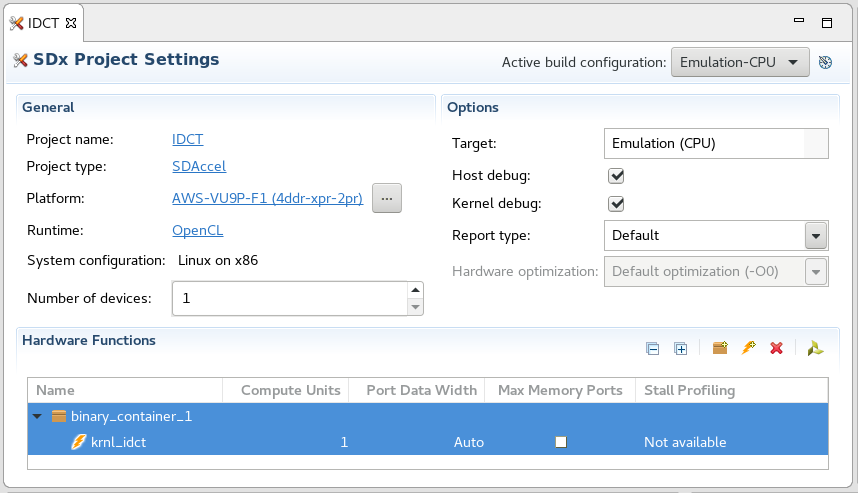 IDCT
SDx Project Settings
Active build configuration: Emulation-CPU
General
Project name: IDCT
Project type: SDAccel
Platform: AWS-VU9P-F1 (4ddr-xpr-2pr) ...
Runtime: OpenCL
System configuration: Linux on x86
Number of devices: 1
Options
Target: Emulation (CPU)
Host debug:
Kernel debug:
Report type: Default
Hardware optimization: Default optimization (-O0)
Hardware Functions
Name Compute Units Port Data Width Max Memory Ports Stall Profiling
binary_container_1
krnl_idct 1 Auto Not available